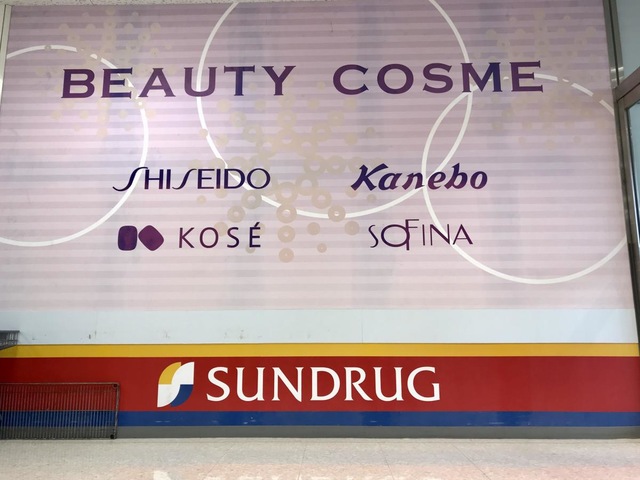 BEAUTY COSME
SHISEIDO Kanebo
KOSÉ SOFINA
SUNDRUG